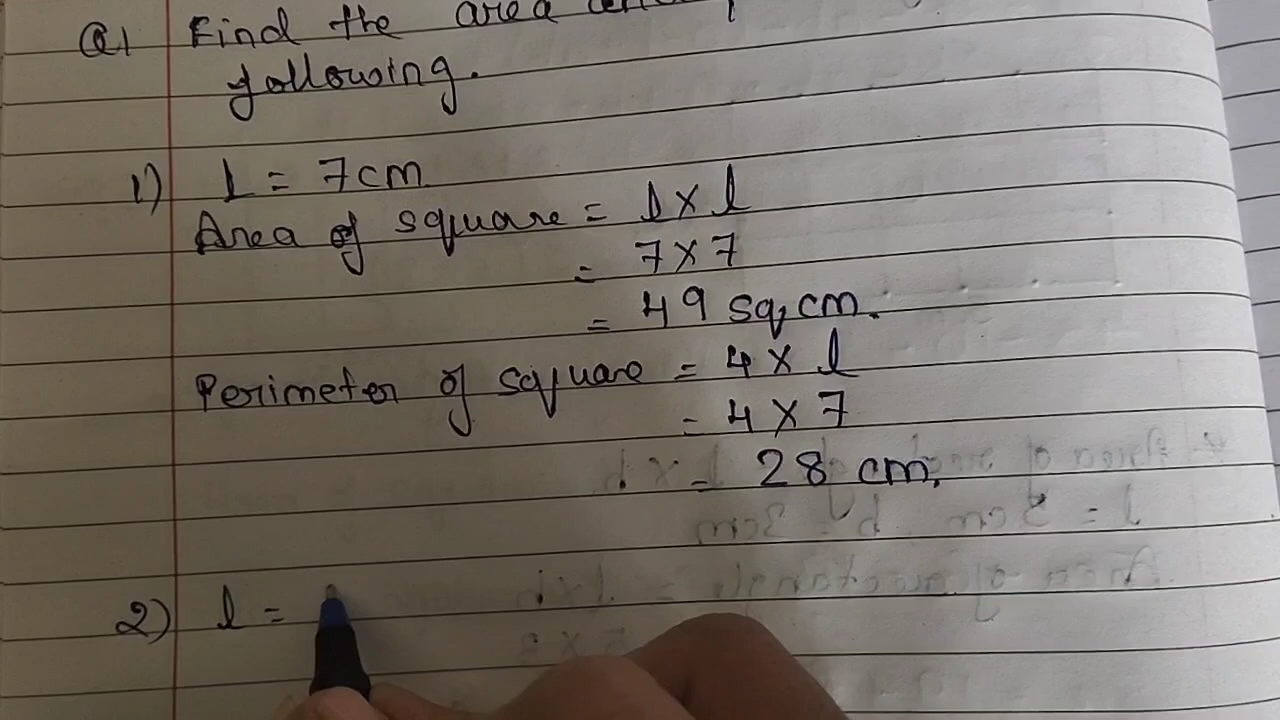 Q1 Find the area
following.
1) l = 7cm
Area of square = l × l
= 7 × 7
= 49 sq.cm.
Perimeter of square = 4 × l
= 4 × 7
= 28 cm.
2) l =